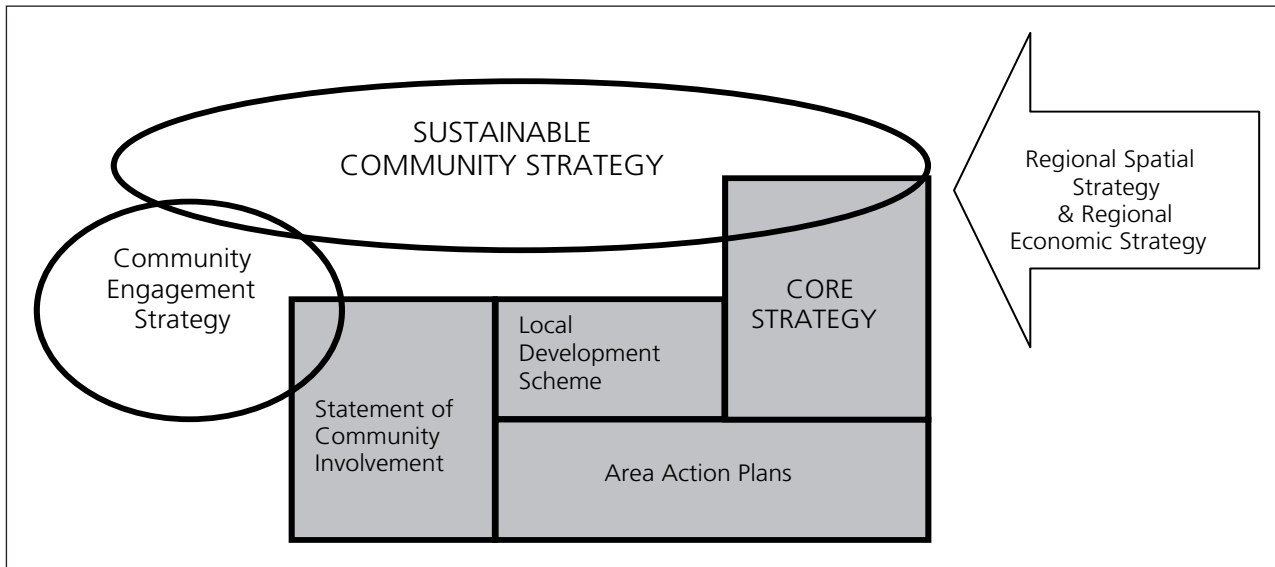 SUSTAINABLE
COMMUNITY STRATEGY
Regional Spatial
Strategy
& Regional
Economic Strategy
Community
Engagement
Strategy
CORE
STRATEGY
Local
Development
Scheme
Statement of
Community
Involvement
Area Action Plans